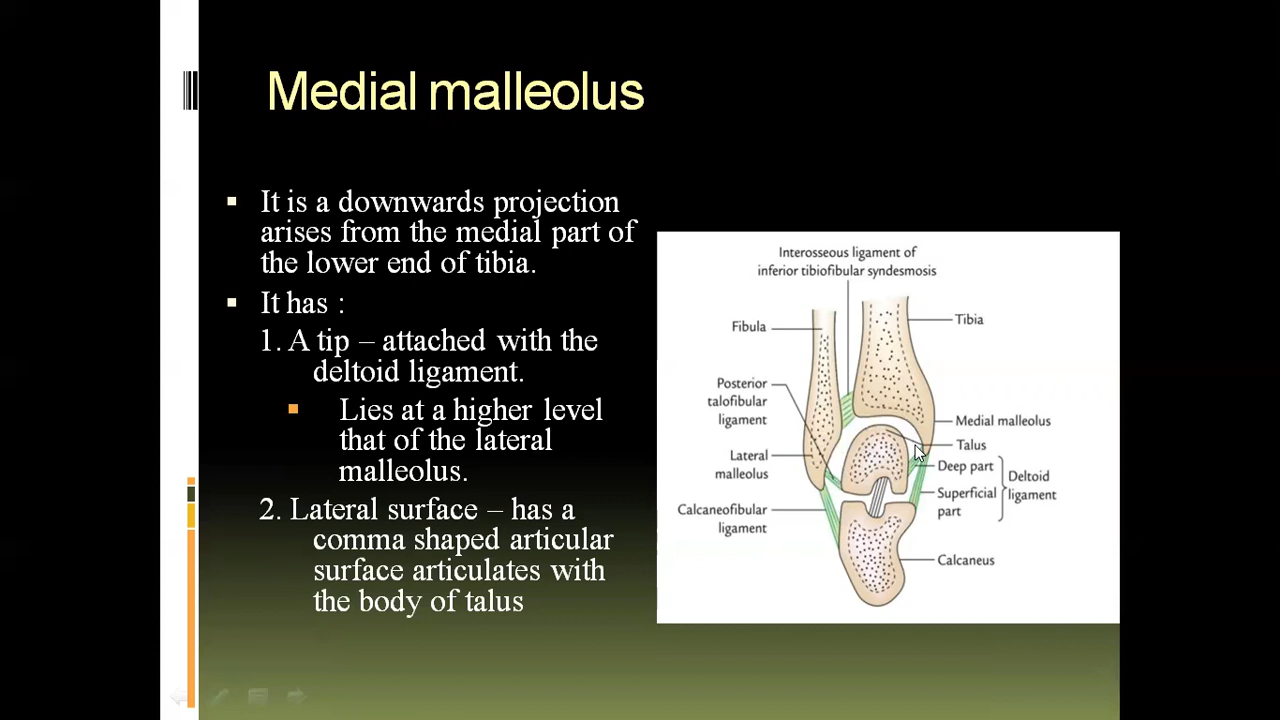 Medial malleolus
▪ It is a downwards projection
arises from the medial part of
the lower end of tibia.
▪ It has :
1. A tip – attached with the
deltoid ligament.
▪ Lies at a higher level
that of the lateral
malleolus.
2. Lateral surface – has a
comma shaped articular
surface articulates with
the body of talus
Interosseous ligament of
inferior tibiofibular syndesmosis
Fibula
Tibia
Posterior
talofibular
ligament
Medial malleolus
Talus
Lateral
malleolus
Deep part
Superficial
part
Deltoid
ligament
Calcaneofibular
ligament
Calcaneus